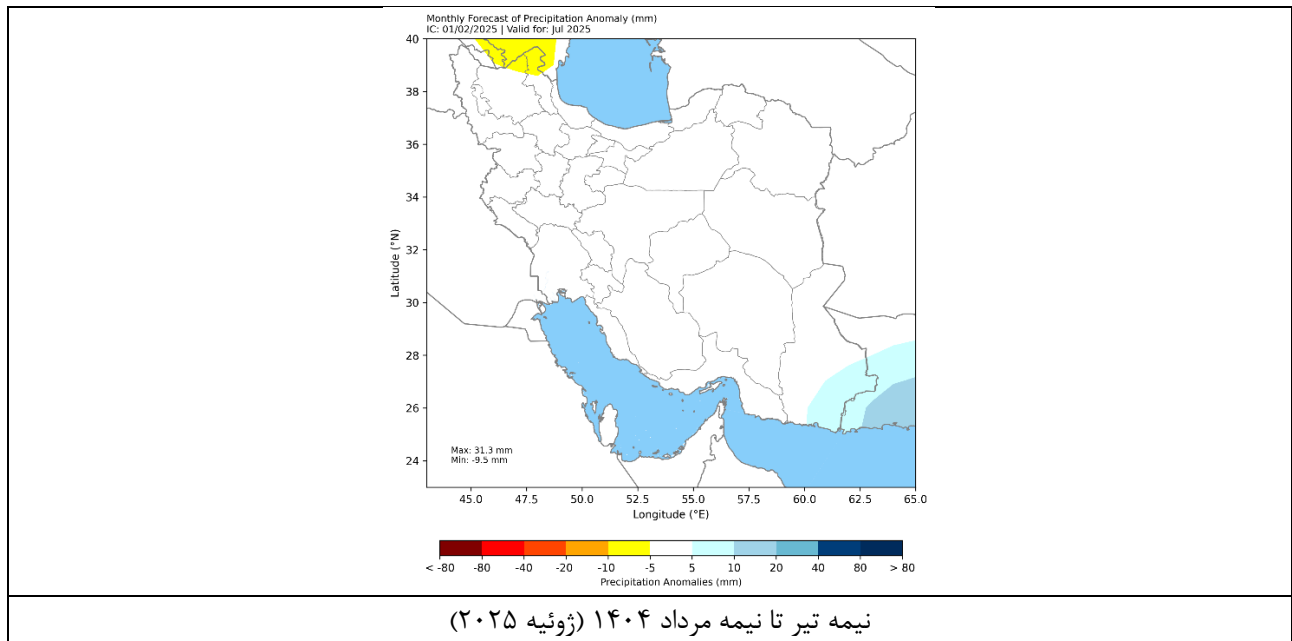 Monthly Forecast of Precipitation Anomaly (mm)
IC: 01/02/2025 | Valid for: Jul 2025
40
38
36
34
32
30
28
26
24
Latitude (°N)
Max: 31.3 mm
Min: -9.5 mm
45.0 47.5 50.0 52.5 55.0 57.5 60.0 62.5 65.0
Longitude (°E)
< -80 -80 -40 -20 -10 -5 5 10 20 40 80 > 80
Precipitation Anomalies (mm)
نیمه تیر تا نیمه مرداد ۱۴۰۴ (ژوئیه ۲۰۲۵)